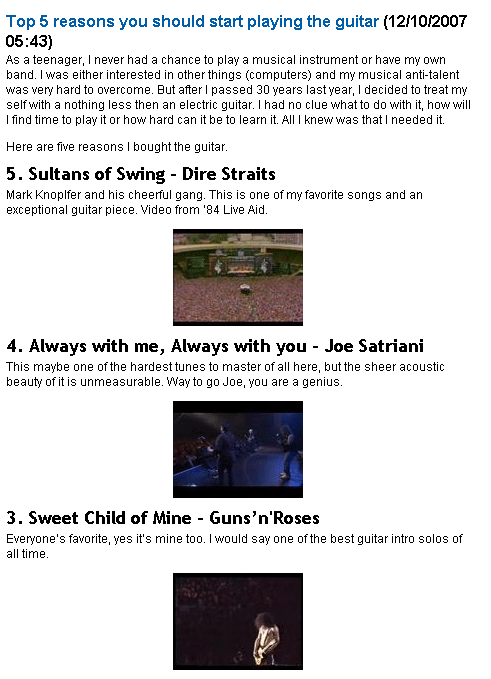 Top 5 reasons you should start playing the guitar (12/10/2007
05:43)
As a teenager, I never had a chance to play a musical instrument or have my own
band. I was either interested in other things (computers) and my musical anti-talent
was very hard to overcome. But after I passed 30 years last year, I decided to treat my
self with a nothing less then an electric guitar. I had no clue what to do with it, how will
I find time to play it or how hard can it be to learn it. All I knew was that I needed it.
Here are five reasons I bought the guitar.
5. Sultans of Swing - Dire Straits
Mark Knoplfer and his cheerful gang. This is one of my favorite songs and an
exceptional guitar piece. Video from '84 Live Aid.
4. Always with me, Always with you - Joe Satriani
This maybe one of the hardest tunes to master of all here, but the sheer acoustic
beauty of it is unmeasurable. Way to go Joe, you are a genius.
3. Sweet Child of Mine - Guns’n'Roses
Everyone's favorite, yes it's mine too. I would say one of the best guitar intro solos of
all time.